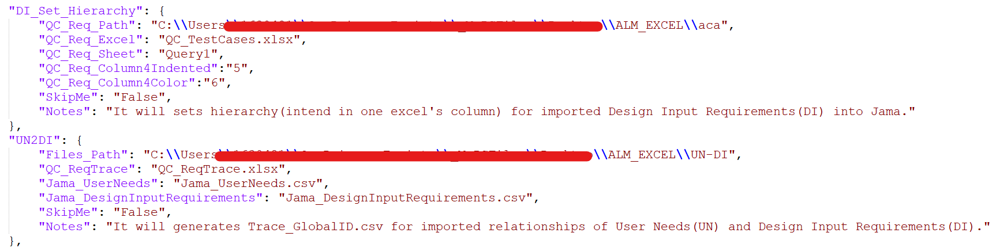 "DI_Set_Hierarchy": {
"QC_Req_Path": "C:\\Users\\ \\ALM_EXCEL\\aca",
"QC_Req_Excel": "QC_TestCases.xlsx",
"QC_Req_Sheet": "Query1",
"QC_Req_Column4Indented":"5",
"QC_Req_Column4Color":"6",
"SkipMe": "False",
"Notes": "It will sets hierarchy(intend in one excel's column) for imported Design Input Requirements(DI) into Jama."
},
"UN2DI": {
"Files_Path": "C:\\Users\\ \\ALM_EXCEL\\UN-DI",
"QC_ReqTrace": "QC_ReqTrace.xlsx",
"Jama_UserNeeds": "Jama_UserNeeds.csv",
"Jama_DesignInputRequirements": "Jama_DesignInputRequirements.csv",
"SkipMe": "False",
"Notes": "It will generates Trace_GlobalID.csv for imported relationships of User Needs(UN) and Design Input Requirements(DI)."
},